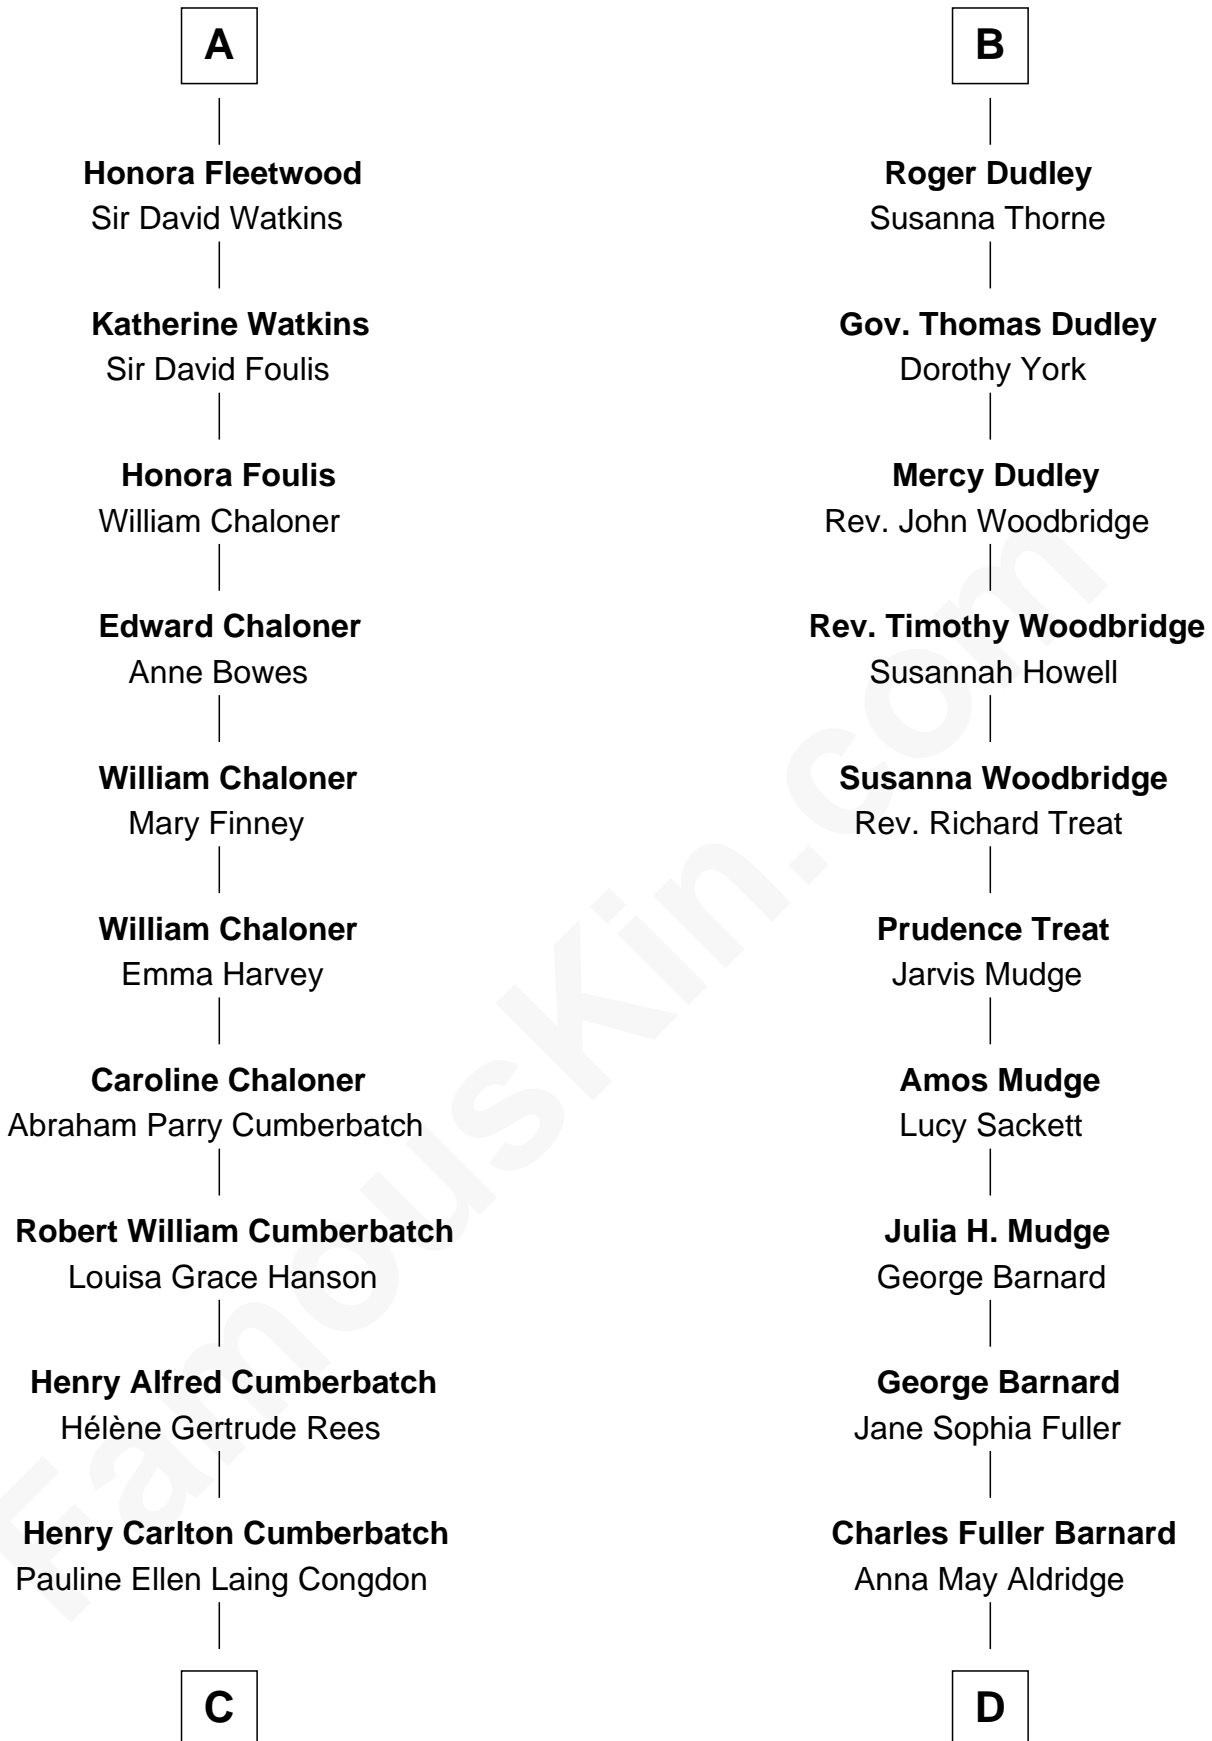 A
Honora Fleetwood
Sir David Watkins
Katherine Watkins
Sir David Foulis
Honora Foulis
William Chaloner
Edward Chaloner
Anne Bowes
William Chaloner
Mary Finney
William Chaloner
Emma Harvey
Caroline Chaloner
Abraham Parry Cumberbatch
Robert William Cumberbatch
Louisa Grace Hanson
Henry Alfred Cumberbatch
Hélène Gertrude Rees
Henry Carlton Cumberbatch
Pauline Ellen Laing Congdon
C
B
Roger Dudley
Susanna Thorne
Gov. Thomas Dudley
Dorothy York
Mercy Dudley
Rev. John Woodbridge
Rev. Timothy Woodbridge
Susannah Howell
Susanna Woodbridge
Rev. Richard Treat
Prudence Treat
Jarvis Mudge
Amos Mudge
Lucy Sackett
Julia H. Mudge
George Barnard
George Barnard
Jane Sophia Fuller
Charles Fuller Barnard
Anna May Aldridge
D
FamousKin.com